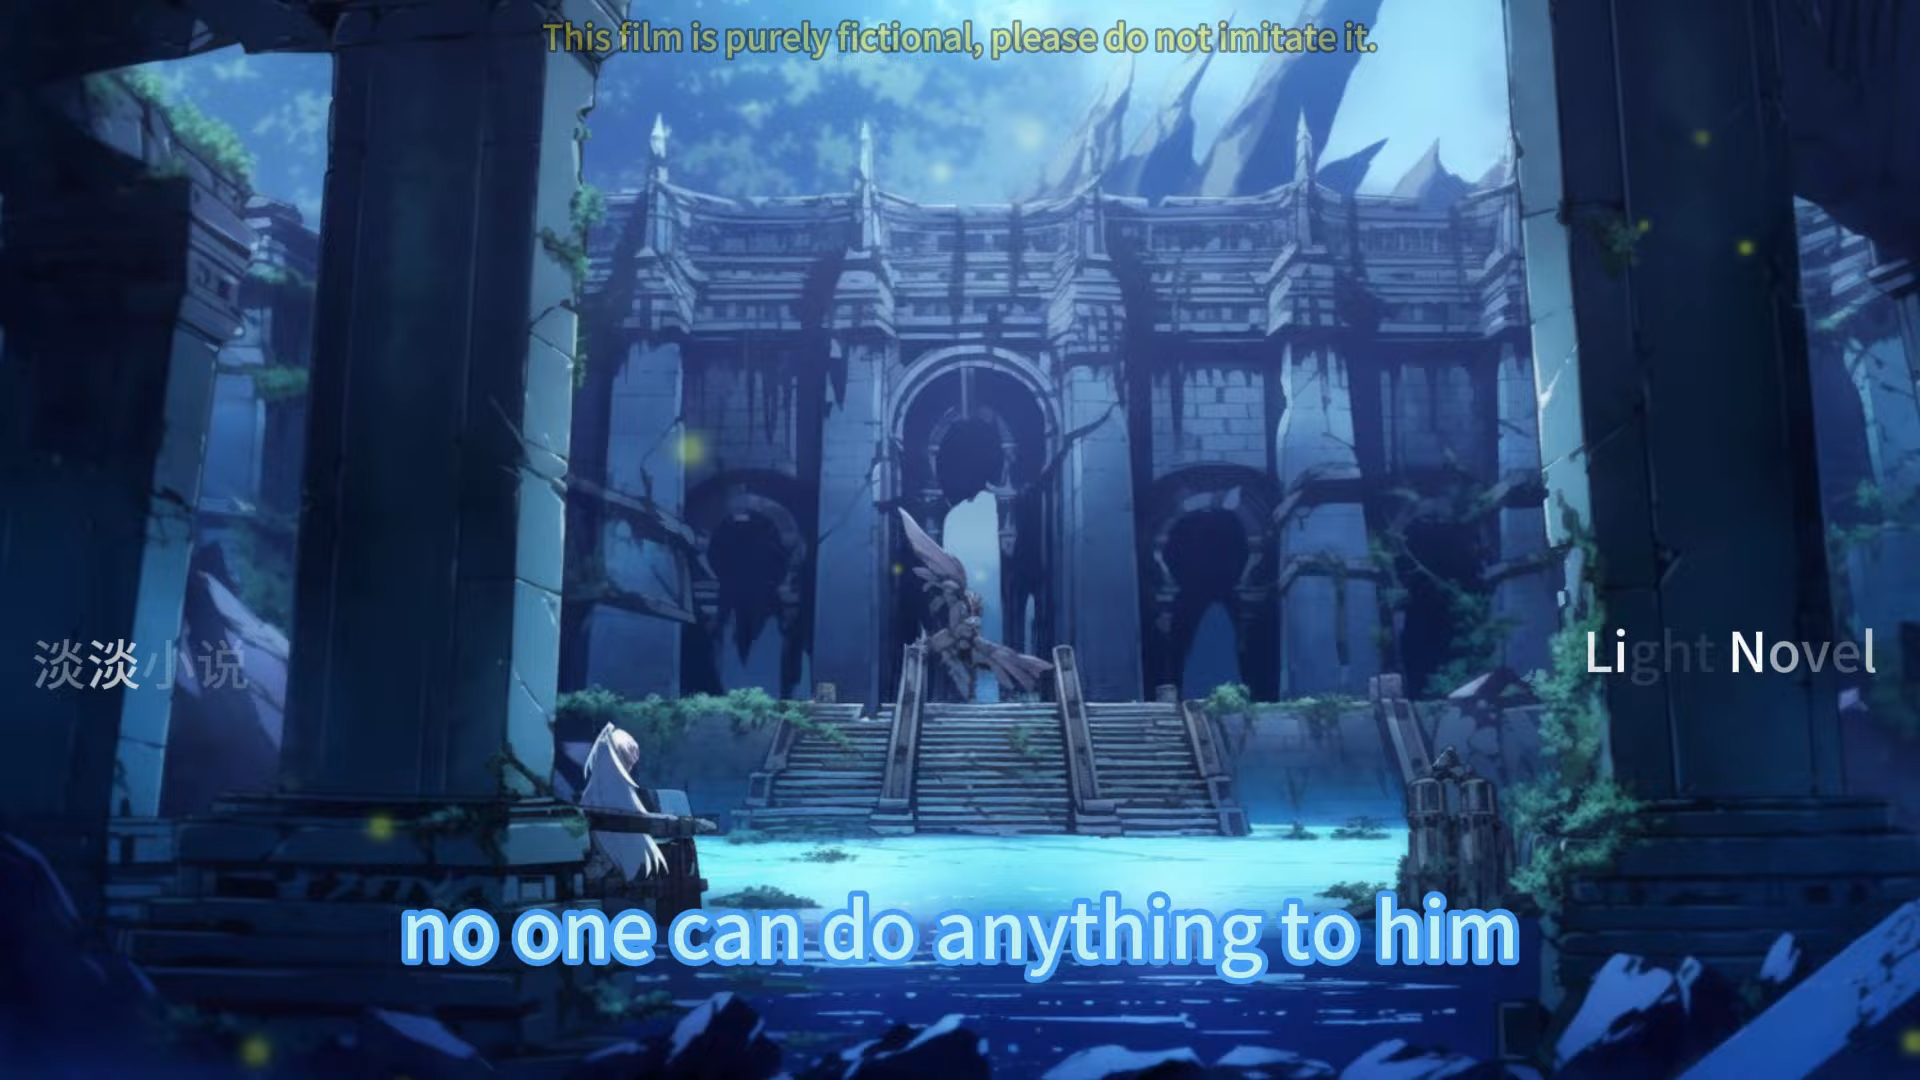 This film is purely fictional, please do not imitate it.
淡淡小说
Light Novel
no one can do anything to him